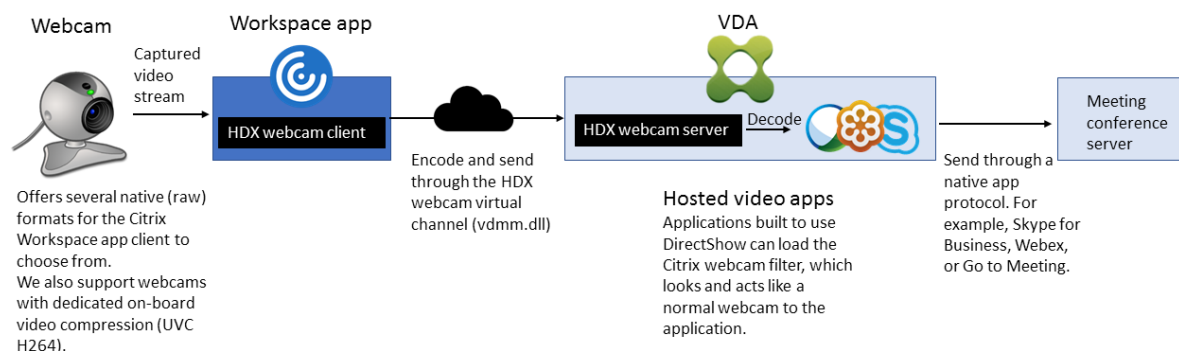 Webcam
Captured
video
stream
Offers several native (raw)
formats for the Citrix
Workspace app client to
choose from.
We also support webcams
with dedicated on-board
video compression (UVC
H264).
Workspace app
HDX webcam client
Encode and send
through the HDX
webcam virtual
channel (vdmm.dll)
VDA
HDX webcam server
Decode
S
Hosted video apps
Applications built to use
DirectShow can load the
Citrix webcam filter, which
looks and acts like a
normal webcam to the
application.
Send through a
native app
protocol. For
example, Skype for
Business, Webex,
or Go to Meeting.
Meeting
conference
server